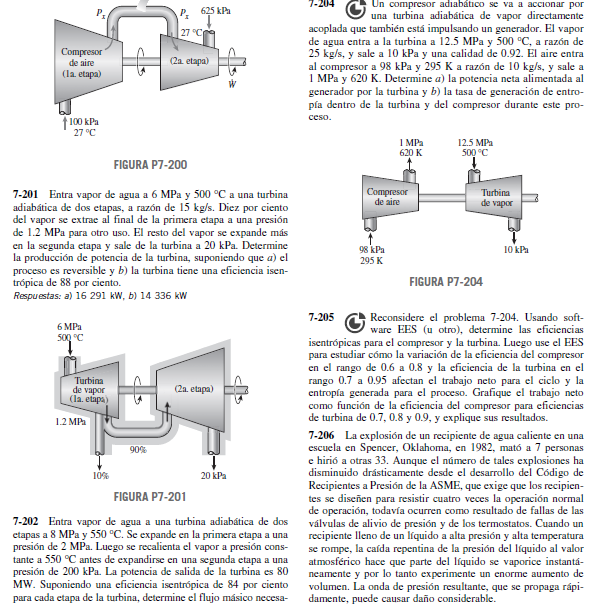 Pₓ
Pₓ
625 kPa
27 °C
Compresor
de aire
(1a. etapa)
(2a. etapa)
Ẇ
100 kPa
27 °C
FIGURA P7-200
7-201 Entra vapor de agua a 6 MPa y 500 °C a una turbina
adiabática de dos etapas, a razón de 15 kg/s. Diez por ciento
del vapor se extrae al final de la primera etapa a una presión
de 1.2 MPa para otro uso. El resto del vapor se expande más
en la segunda etapa y sale de la turbina a 20 kPa. Determine
la producción de potencia de la turbina, suponiendo que a) el
proceso es reversible y b) la turbina tiene una eficiencia isen-
trópica de 88 por ciento.
Respuestas: a) 16 291 kW, b) 14 336 kW
6 MPa
500 °C
Turbina
de vapor
(1a. etapa)
(2a. etapa)
1.2 MPa
90%
10%
20 kPa
FIGURA P7-201
7-202 Entra vapor de agua a una turbina adiabática de dos
etapas a 8 MPa y 550 °C. Se expande en la primera etapa a una
presión de 2 MPa. Luego se recalienta el vapor a presión cons-
tante a 550 °C antes de expandirse en una segunda etapa a una
presión de 200 kPa. La potencia de salida de la turbina es 80
MW. Suponiendo una eficiencia isentrópica de 84 por ciento
para cada etapa de la turbina, determine el flujo másico necesa-
7-204 Un compresor adiabático se va a accionar por
una turbina adiabática de vapor directamente
acoplada que también está impulsando un generador. El vapor
de agua entra a la turbina a 12.5 MPa y 500 °C, a razón de
25 kg/s, y sale a 10 kPa y una calidad de 0.92. El aire entra
al compresor a 98 kPa y 295 K a razón de 10 kg/s, y sale a
1 MPa y 620 K. Determine a) la potencia neta alimentada al
generador por la turbina y b) la tasa de generación de entro-
pía dentro de la turbina y del compresor durante este pro-
ceso.
1 MPa
620 K
12.5 MPa
500 °C
Compresor
de aire
Turbina
de vapor
98 kPa
295 K
10 kPa
FIGURA P7-204
7-205 Reconsidere el problema 7-204. Usando soft-
ware EES (u otro), determine las eficiencias
isentrópicas para el compresor y la turbina. Luego use el EES
para estudiar cómo la variación de la eficiencia del compresor
en el rango de 0.6 a 0.8 y la eficiencia de la turbina en el
rango 0.7 a 0.95 afectan el trabajo neto para el ciclo y la
entropía generada para el proceso. Grafique el trabajo neto
como función de la eficiencia del compresor para eficiencias
de turbina de 0.7, 0.8 y 0.9, y explique sus resultados.
7-206 La explosión de un recipiente de agua caliente en una
escuela en Spencer, Oklahoma, en 1982, mató a 7 personas
e hirió a otras 33. Aunque el número de tales explosiones ha
disminuido drásticamente desde el desarrollo del Código de
Recipientes a Presión de la ASME, que exige que los recipien-
tes se diseñen para resistir cuatro veces la operación normal
de operación, todavía ocurren como resultado de fallas de las
válvulas de alivio de presión y de los termostatos. Cuando un
recipiente lleno de un líquido a alta presión y alta temperatura
se rompe, la caída repentina de la presión del líquido al valor
atmosférico hace que parte del líquido se vaporice instantá-
neamente y por lo tanto experimente un enorme aumento de
volumen. La onda de presión resultante, que se propaga rápi-
damente, puede causar daño considerable.